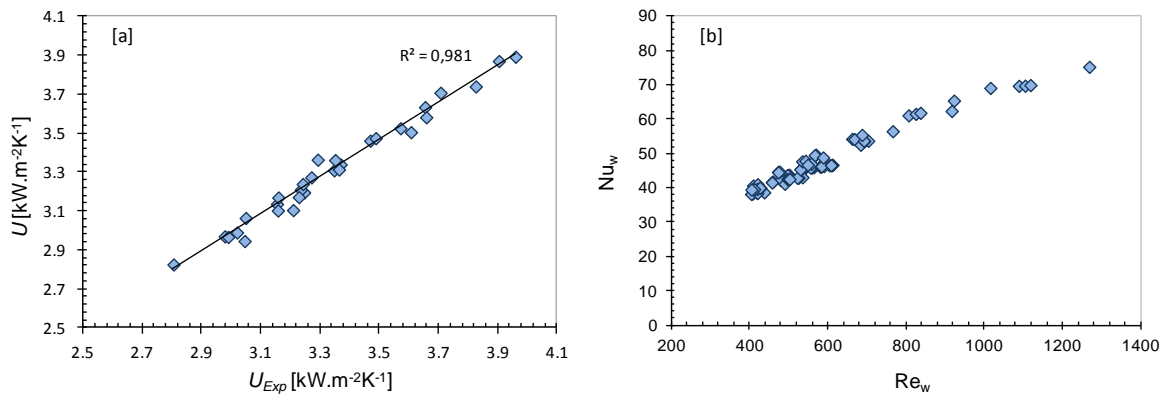 [a]
R² = 0,981
4.1
3.9
3.7
3.5
3.3
3.1
2.9
2.7
2.5
U [kW.m-2K-1]
2.5 2.7 2.9 3.1 3.3 3.5 3.7 3.9 4.1
UExp [kW.m-2K-1]
[b]
90
80
70
60
50
40
30
20
10
0
Nuw
200 400 600 800 1000 1200 1400
Rew